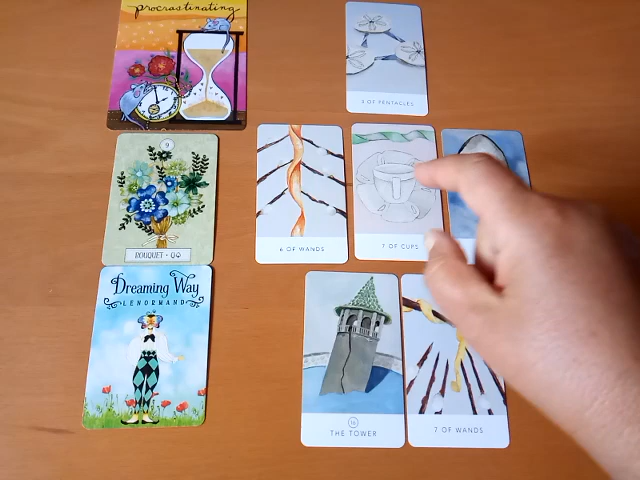 procrastinating
9
BOUQUET • Q♤
Dreaming Way
LENORMAND
3 OF PENTACLES
6 OF WANDS
7 OF CUPS
16
THE TOWER
7 OF WANDS